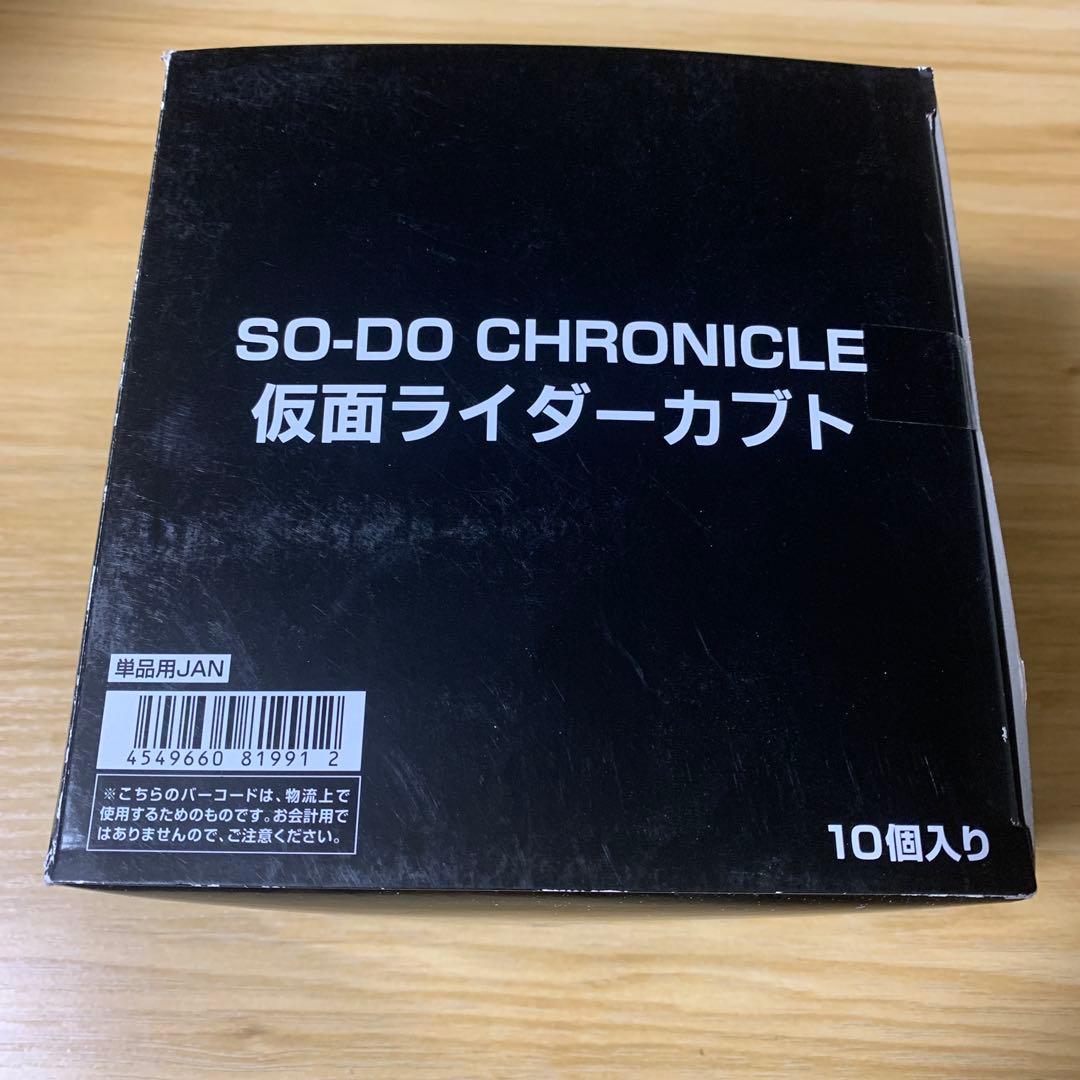 SO-DO CHRONICLE
仮面ライダーカブト
単品用JAN
4549660 81991 2
※こちらのバーコードは、物流上で
使用するためのものです。お会計用で
はありませんので、ご注意ください。
10個入り